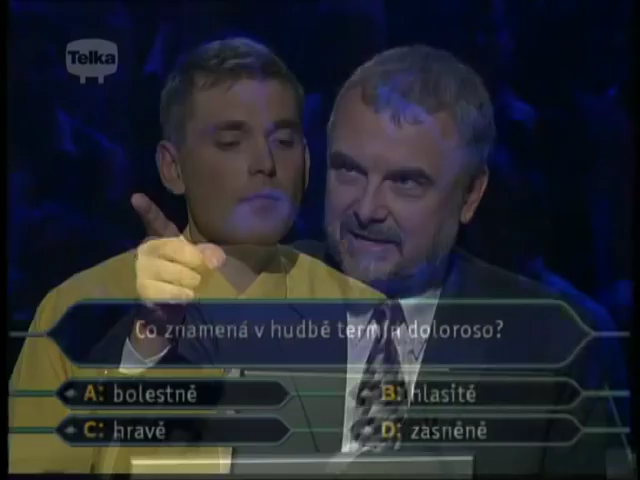 Telka
Co znamená v hudbě termín doloroso?
A: bolestně
B: hlasitě
C: hravě
D: zasněně